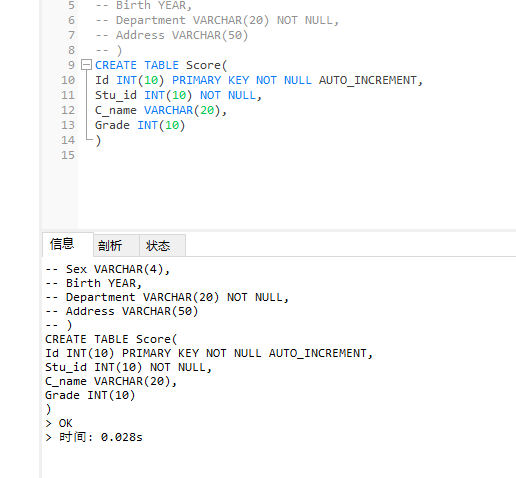 5 -- Birth YEAR,
6 -- Department VARCHAR(20) NOT NULL,
7 -- Address VARCHAR(50)
8 -- )
9 CREATE TABLE Score(
10 Id INT(10) PRIMARY KEY NOT NULL AUTO_INCREMENT,
11 Stu_id INT(10) NOT NULL,
12 C_name VARCHAR(20),
13 Grade INT(10)
14 )
15
信息 剖析 状态
-- Sex VARCHAR(4),
-- Birth YEAR,
-- Department VARCHAR(20) NOT NULL,
-- Address VARCHAR(50)
-- )
CREATE TABLE Score(
Id INT(10) PRIMARY KEY NOT NULL AUTO_INCREMENT,
Stu_id INT(10) NOT NULL,
C_name VARCHAR(20),
Grade INT(10)
)
> OK
> 时间: 0.028s